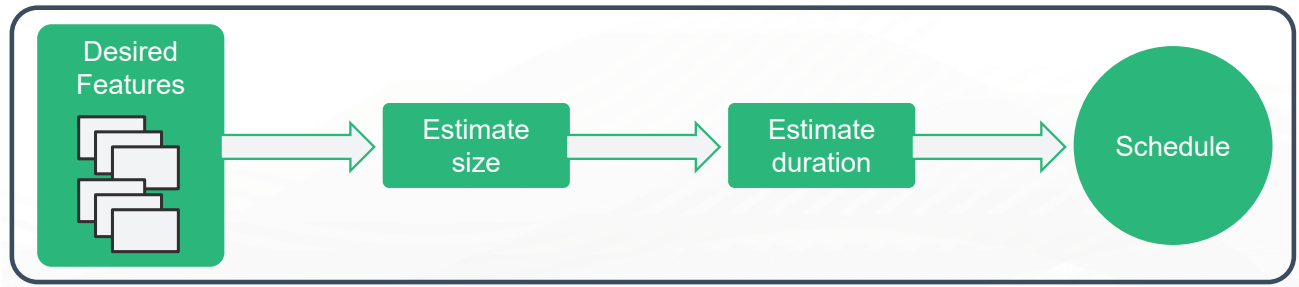 Desired
Features
Estimate
size
Estimate
duration
Schedule